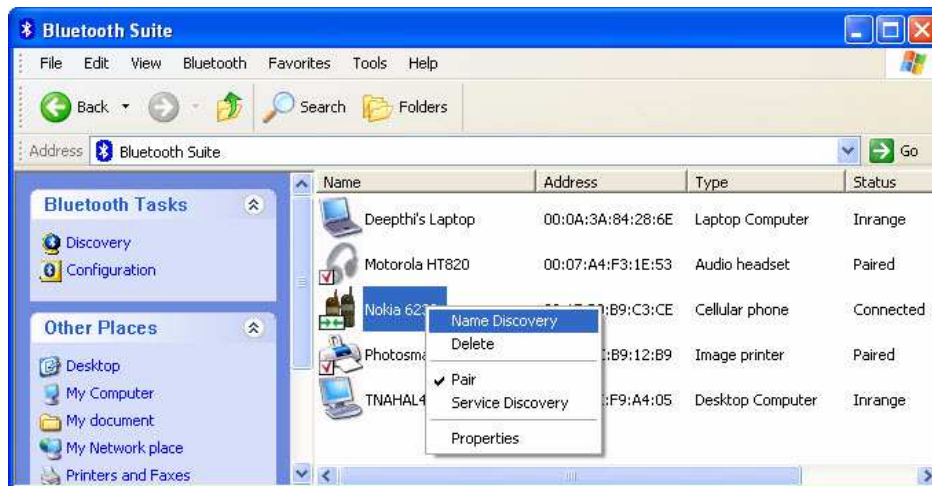 Bluetooth Suite
File Edit View Bluetooth Favorites Tools Help
Back Search Folders
Address Bluetooth Suite Go
Name Address Type Status
Bluetooth Tasks
Discovery
Configuration
Other Places
Desktop
My Computer
My document
My Network place
Printers and Faxes
Deepthi's Laptop 00:0A:3A:84:28:6E Laptop Computer Inrange
Motorola HT820 00:07:A4:F3:1E:53 Audio headset Paired
Nokia :B9:C3:CE Cellular phone Connected
:B9:12:B9 Image printer Paired
:F9:A4:05 Desktop Computer Inrange
Name Discovery
Delete
Pair
Service Discovery
Properties